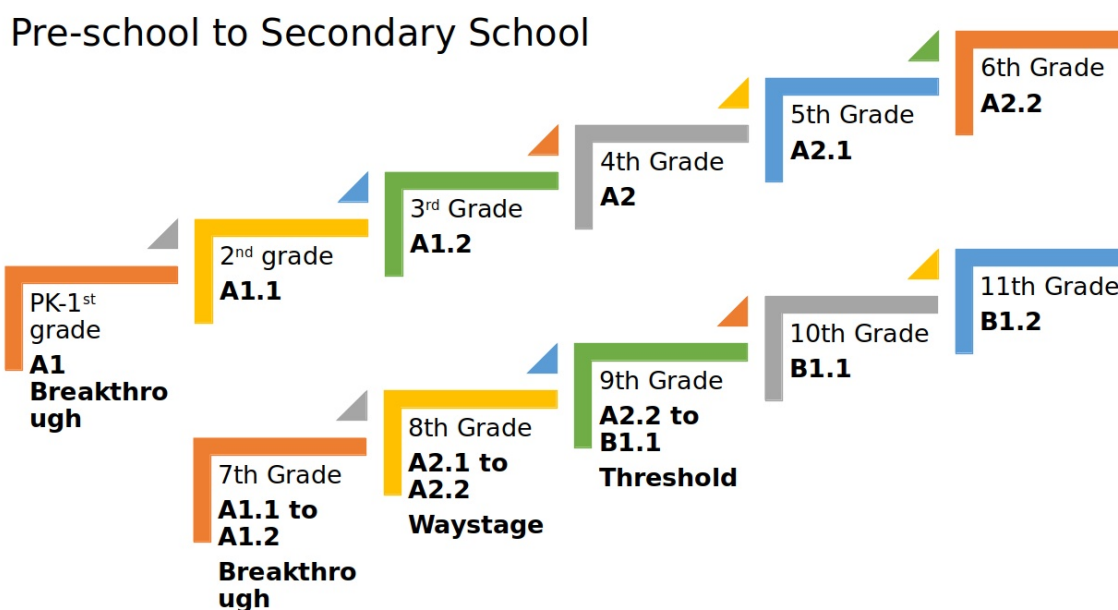 Pre-school to Secondary School
PK-1st
grade
A1
Breakthro
ugh
2nd grade
A1.1
3rd Grade
A1.2
4th Grade
A2
5th Grade
A2.1
6th Grade
A2.2
7th Grade
A1.1 to
A1.2
Breakthro
ugh
8th Grade
A2.1 to
A2.2
Waystage
9th Grade
A2.2 to
B1.1
Threshold
10th Grade
B1.1
11th Grade
B1.2